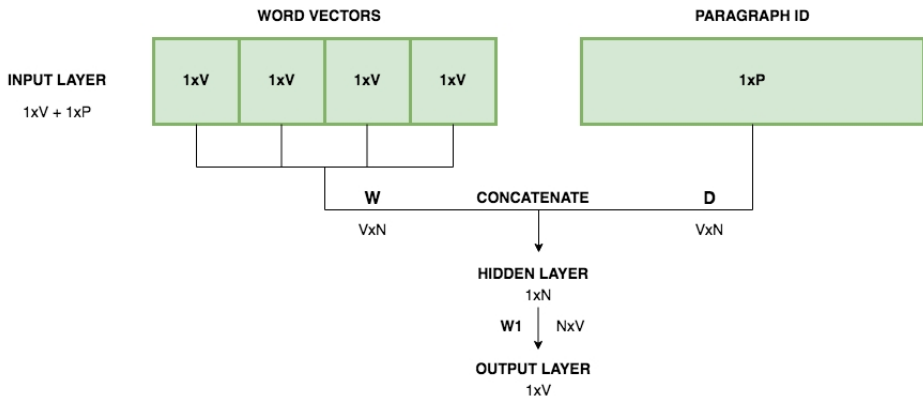 WORD VECTORS
PARAGRAPH ID
INPUT LAYER
1xV + 1xP
1xV
1xV
1xV
1xV
1xP
W
CONCATENATE
D
VxN
VxN
HIDDEN LAYER
1xN
W1
NxV
OUTPUT LAYER
1xV